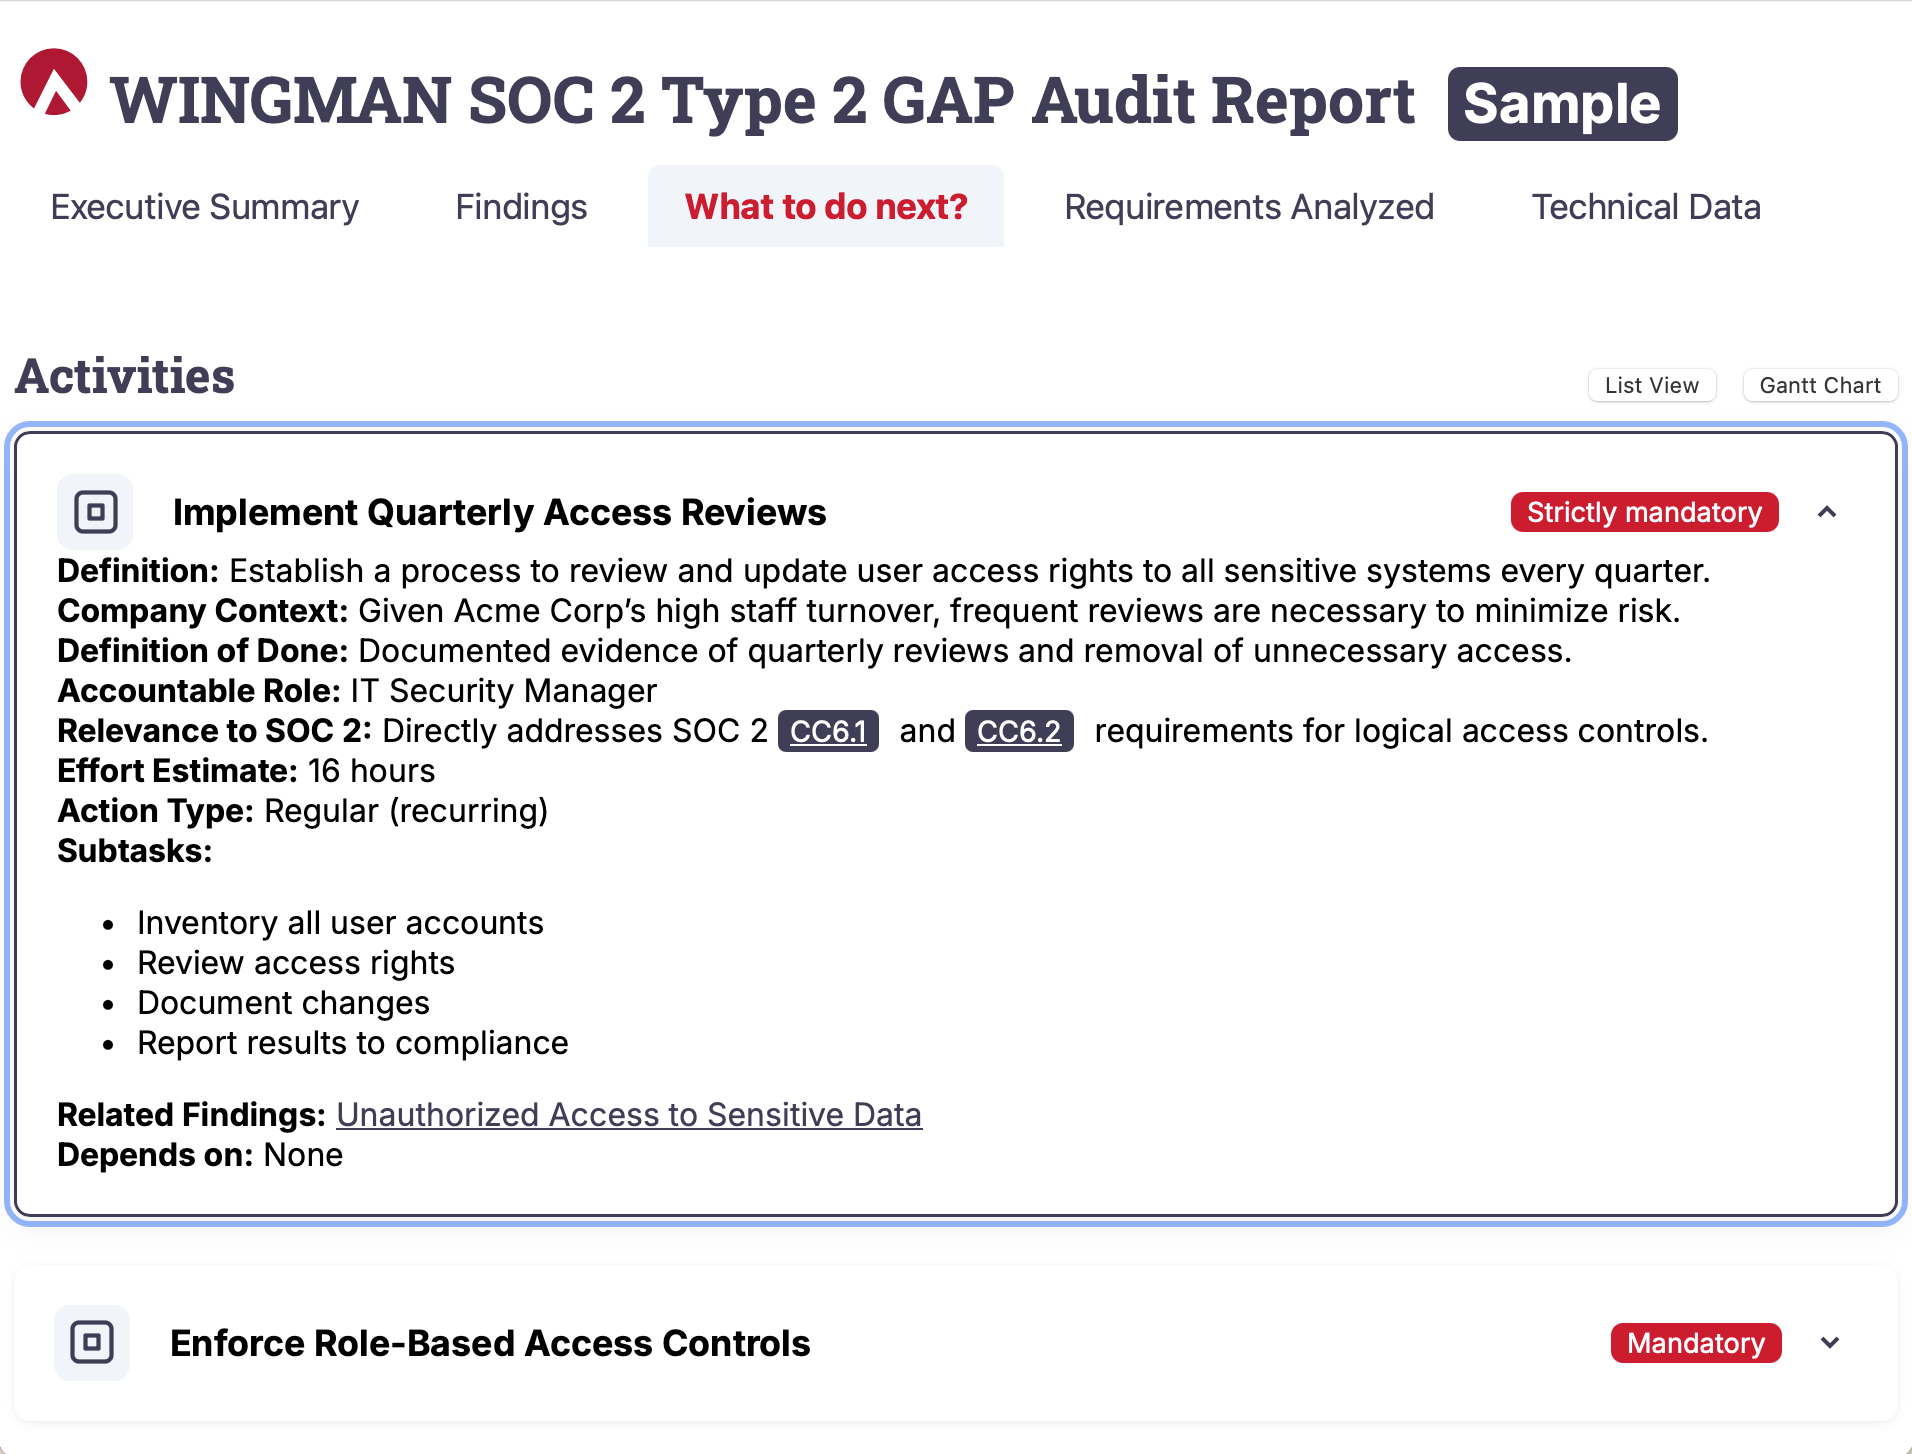 WINGMAN SOC 2 Type 2 GAP Audit Report Sample
Executive Summary Findings What to do next? Requirements Analyzed Technical Data
Activities
List View Gantt Chart
Implement Quarterly Access Reviews Strictly mandatory
Definition: Establish a process to review and update user access rights to all sensitive systems every quarter.
Company Context: Given Acme Corp’s high staff turnover, frequent reviews are necessary to minimize risk.
Definition of Done: Documented evidence of quarterly reviews and removal of unnecessary access.
Accountable Role: IT Security Manager
Relevance to SOC 2: Directly addresses SOC 2 CC6.1 and CC6.2 requirements for logical access controls.
Effort Estimate: 16 hours
Action Type: Regular (recurring)
Subtasks:
• Inventory all user accounts
• Review access rights
• Document changes
• Report results to compliance
Related Findings: Unauthorized Access to Sensitive Data
Depends on: None
Enforce Role-Based Access Controls Mandatory